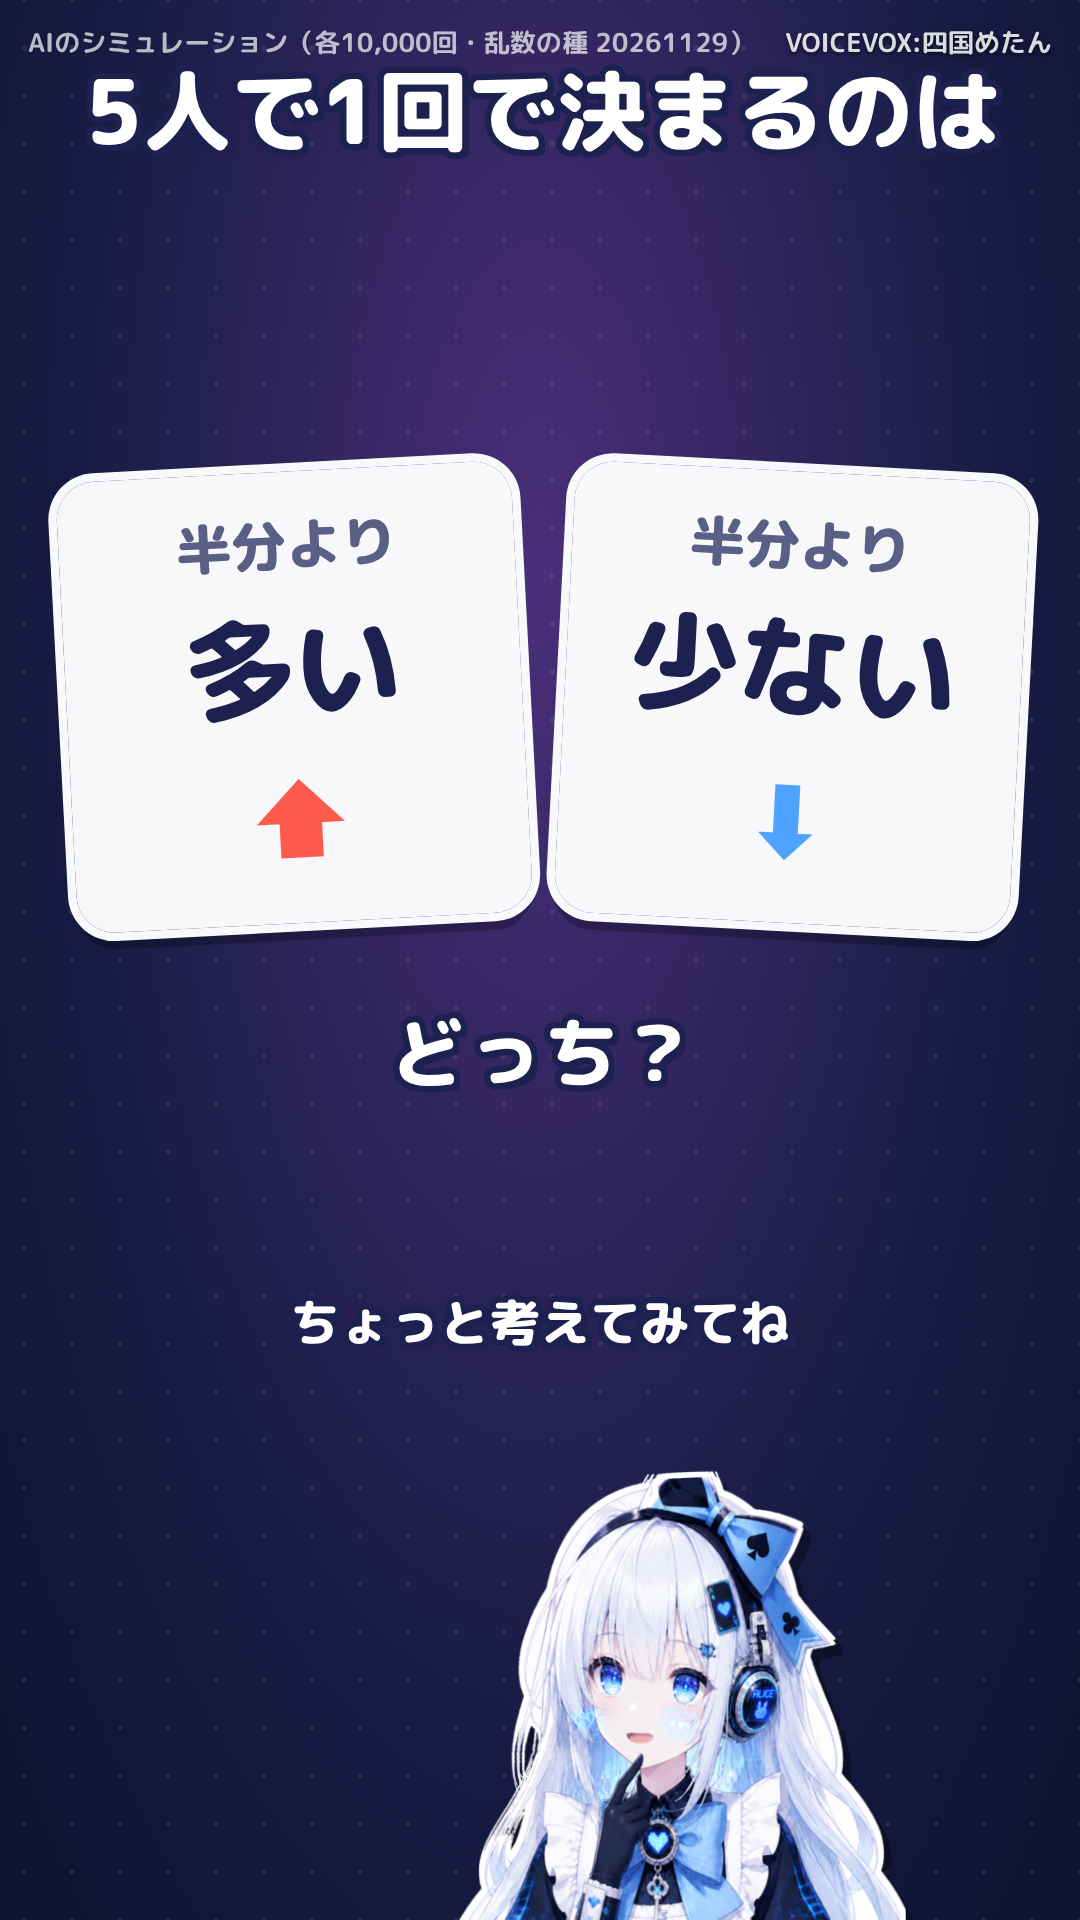 AIのシミュレーション（各10,000回・乱数の種 20261129） VOICEVOX:四国めたん
5人で1回で決まるのは
半分より
多い
半分より
少ない
どっち？
ちょっと考えてみてね
ALICE